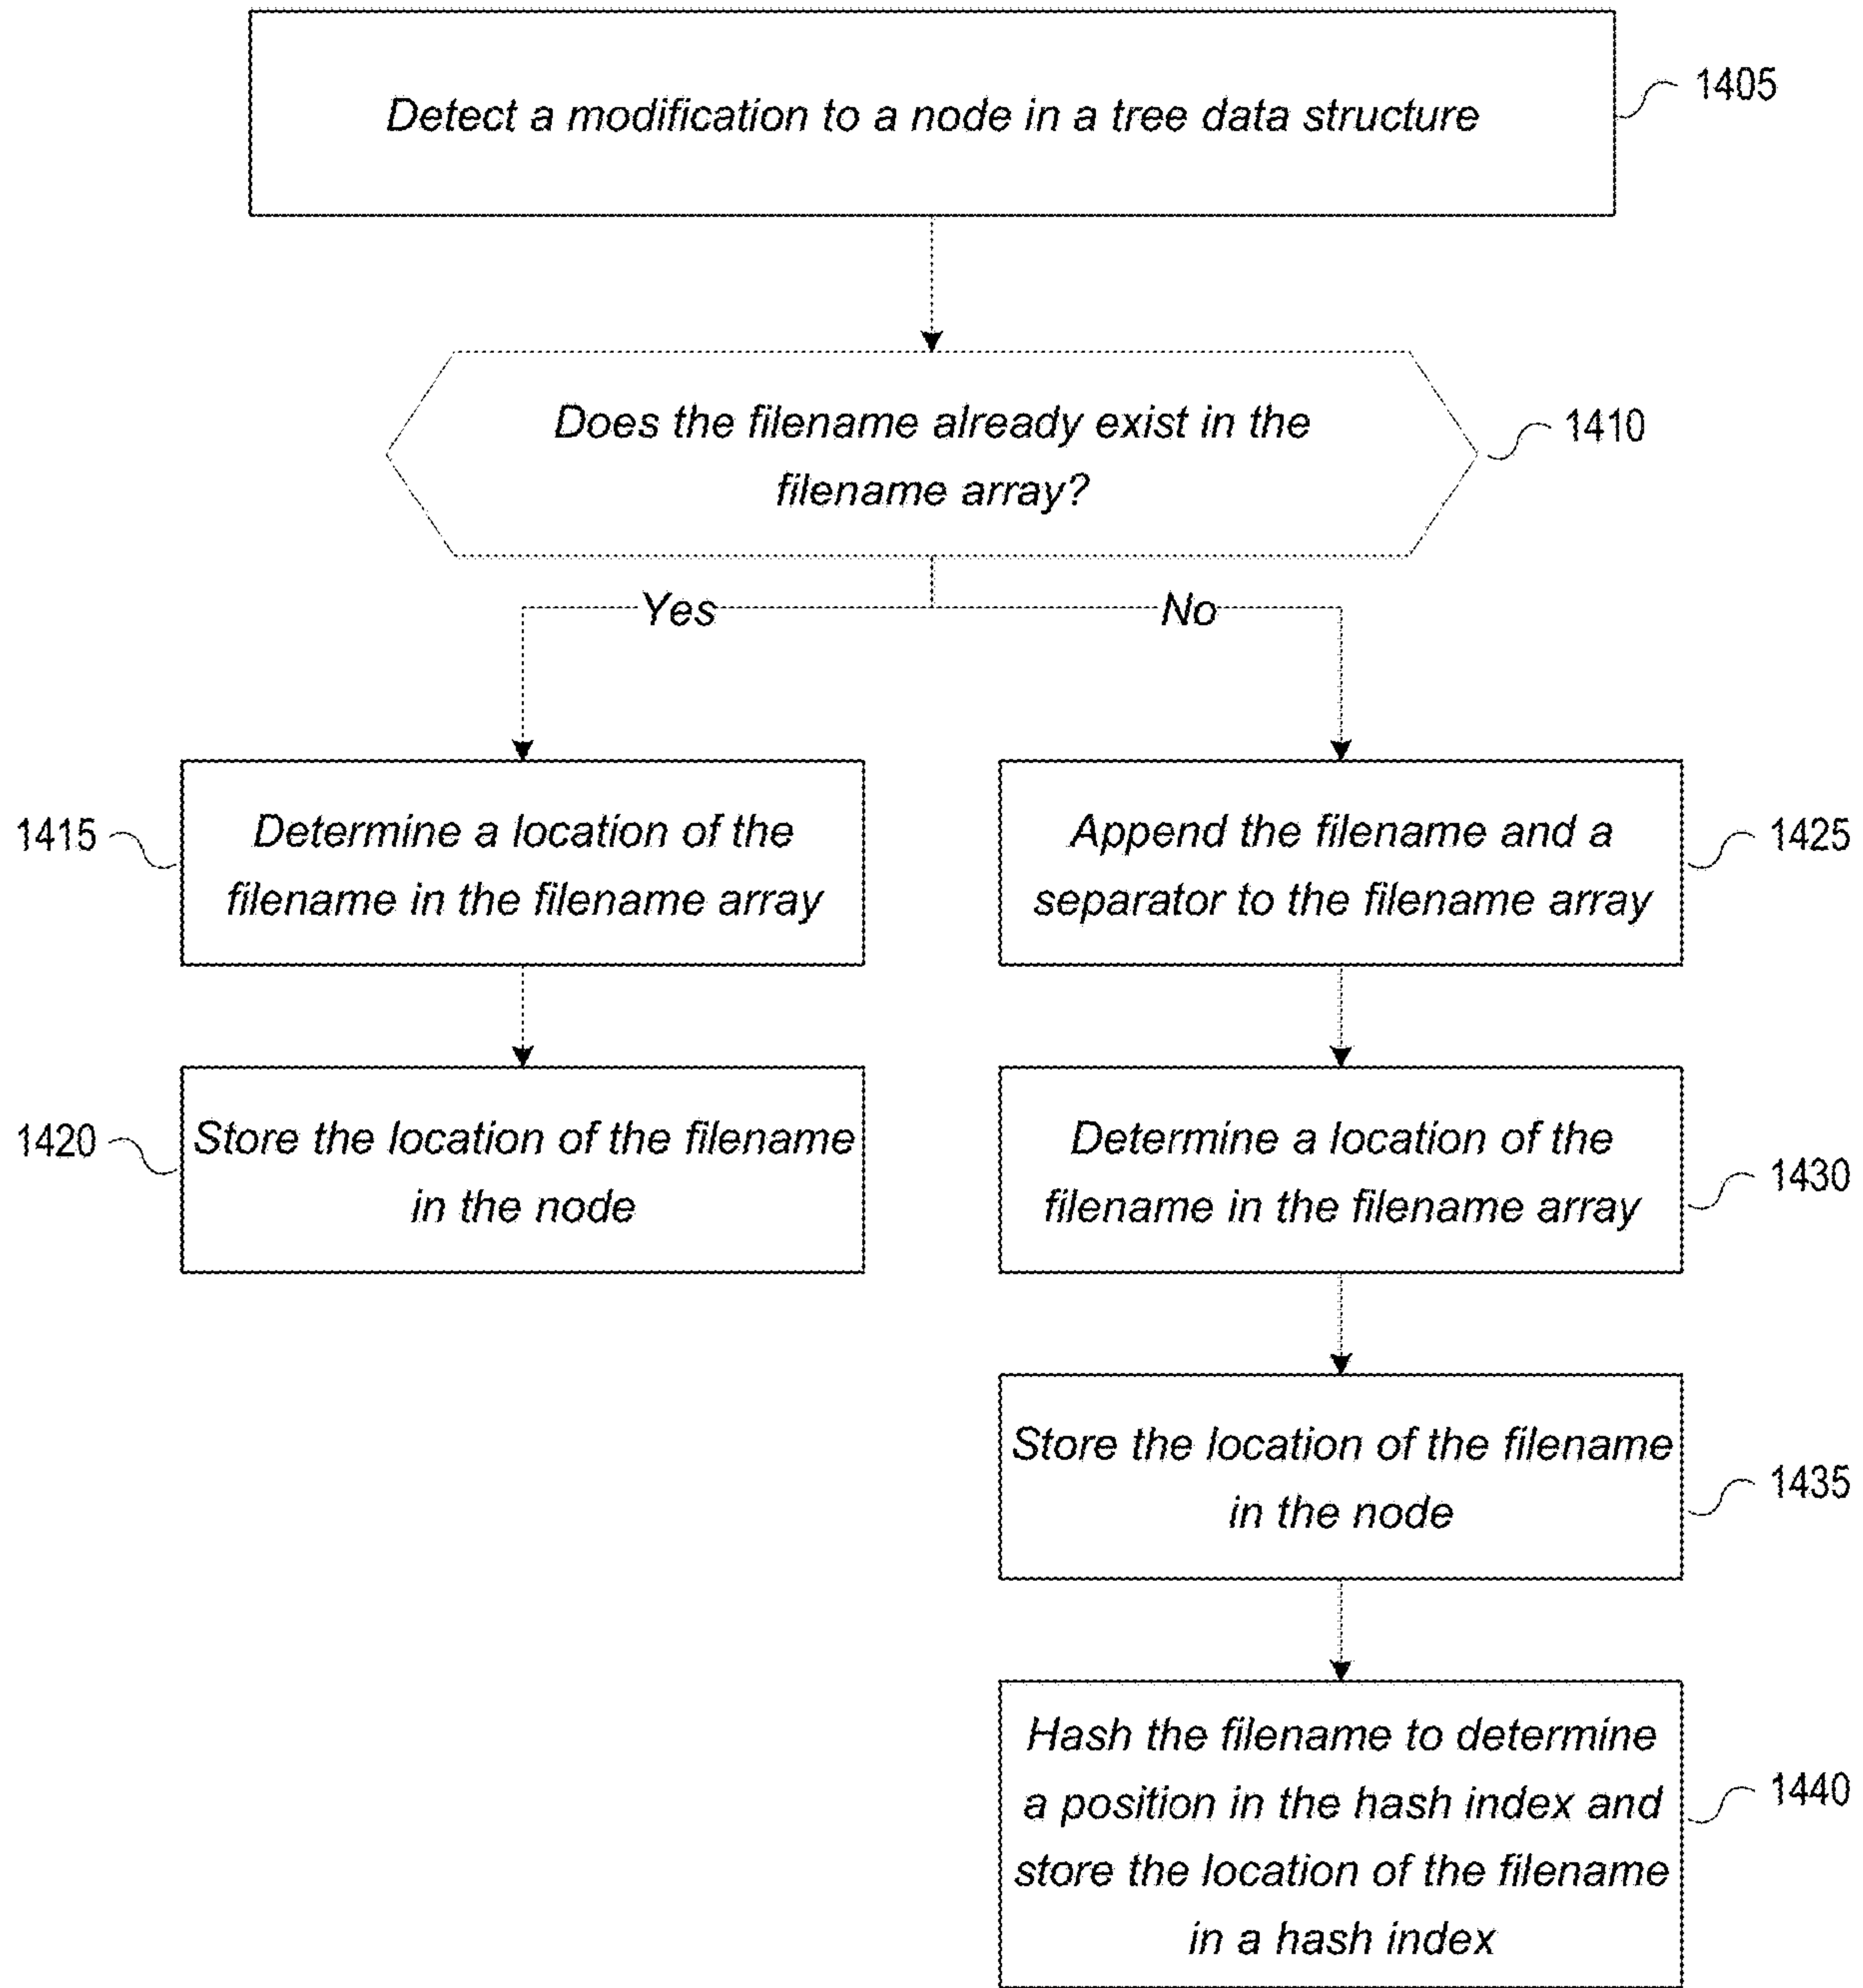 Detect a modification to a node in a tree data structure
1405
Does the filename already exist in the
filename array?
1410
Yes
No
1415
Determine a location of the
filename in the filename array
Append the filename and a
separator to the filename array
1425
1420
Store the location of the filename
in the node
Determine a location of the
filename in the filename array
1430
Store the location of the filename
in the node
1435
Hash the filename to determine
a position in the hash index and
store the location of the filename
in a hash index
1440